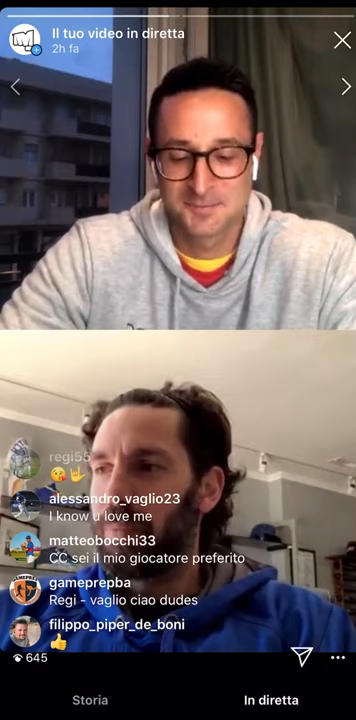 Il tuo video in diretta
2h fa
regi55
alessandro_vaglio23
I know u love me
matteobocchi33
CC sei il mio giocatore preferito
GAMEPREP
gameprepba
Regi - vaglio ciao dudes
filippo_piper_de_boni
645
Storia
In diretta